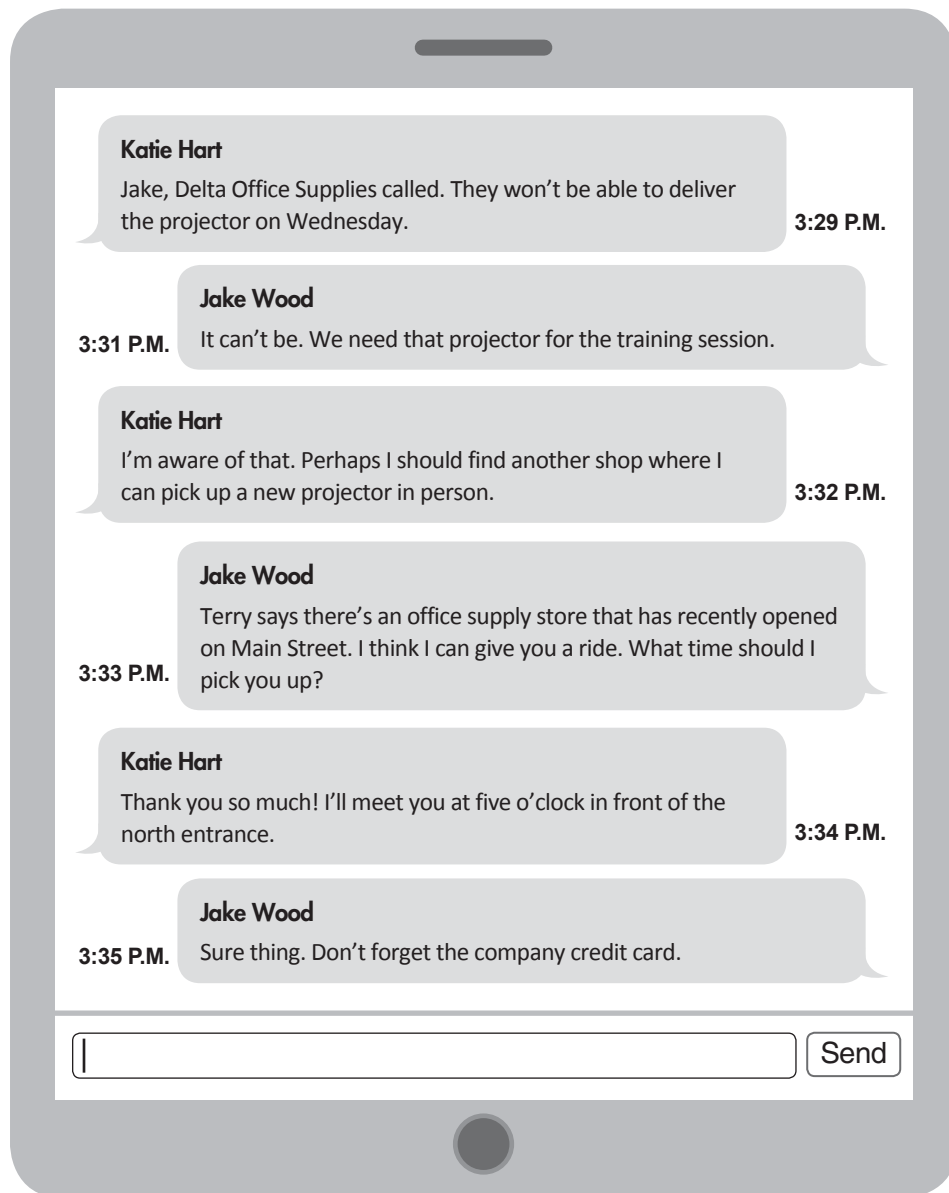 Katie Hart
Jake, Delta Office Supplies called. They won't be able to deliver
the projector on Wednesday.
3:29 P.M.
Jake Wood
It can't be. We need that projector for the training session.
3:31 P.M.
Katie Hart
I'm aware of that. Perhaps I should find another shop where I
can pick up a new projector in person.
3:32 P.M.
Jake Wood
Terry says there's an office supply store that has recently opened
on Main Street. I think I can give you a ride. What time should I
pick you up?
3:33 P.M.
Katie Hart
Thank you so much! I'll meet you at five o'clock in front of the
north entrance.
3:34 P.M.
Jake Wood
Sure thing. Don't forget the company credit card.
3:35 P.M.
Send